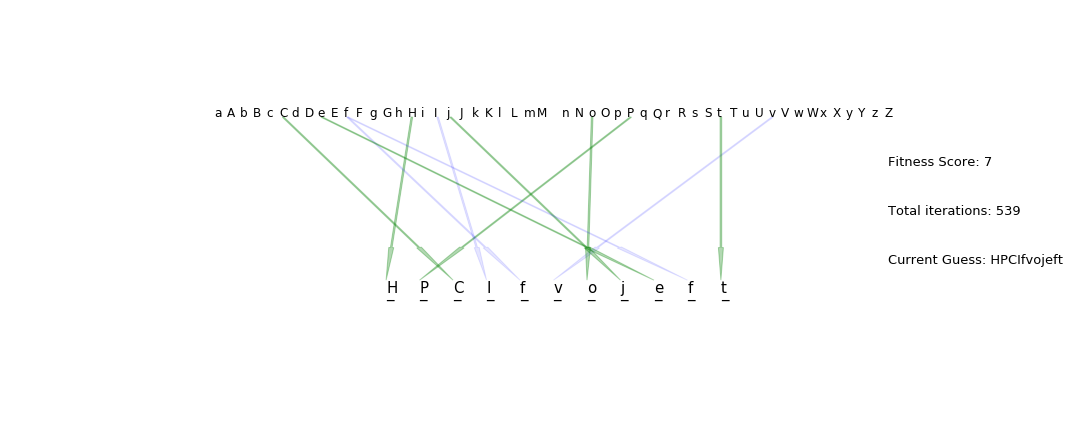 a A b B c C d D e E f F g G h H i I j J k K l L m M n N o O p P q Q r R s S t T u U v V w W x X y Y z Z
Fitness Score: 7
Total iterations: 539
Current Guess: HPCIfvojeft
H P C I f v o j e f t